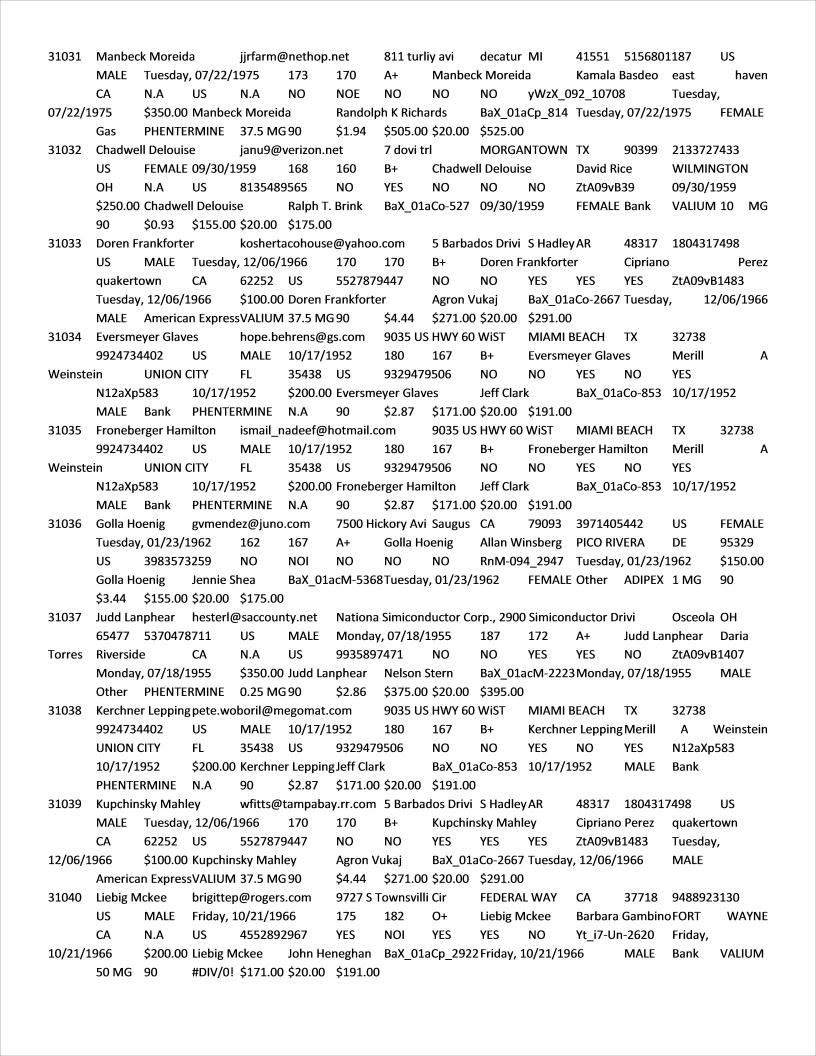 31031 Manbeck Moreida jjrfarm@nethop.net 811 turliy avi decatur MI 41551 5156801187 US
MALE Tuesday, 07/22/1975 173 170 A+ Manbeck Moreida Kamala Basdeo east haven
CA N.A US N.A NO NOE NO NO NO yWzX_092_10708 Tuesday,
07/22/1975 $350.00 Manbeck Moreida Randolph K Richards BaX_01aCp_814 Tuesday, 07/22/1975 FEMALE
Gas PHENTERMINE 37.5 MG 90 $1.94 $505.00 $20.00 $525.00
31032 Chadwell Delouise janu9@verizon.net 7 dovi trl MORGANTOWN TX 90399 2133727433
US FEMALE 09/30/1959 168 160 B+ Chadwell Delouise David Rice WILMINGTON
OH N.A US 8135489565 NO YES NO NO NO ZtA09vB39 09/30/1959
$250.00 Chadwell Delouise Ralph T. Brink BaX_01aCo-527 09/30/1959 FEMALE Bank VALIUM 10 MG
90 $0.93 $155.00 $20.00 $175.00
31033 Doren Frankforter koshertacohouse@yahoo.com 5 Barbados Drivi S Hadley AR 48317 1804317498
US MALE Tuesday, 12/06/1966 170 170 B+ Doren Frankforter Cipriano Perez
quakertown CA 62252 US 5527879447 NO NO YES YES YES ZtA09vB1483
Tuesday, 12/06/1966 $100.00 Doren Frankforter Agron Vukaj BaX_01aCo-2667 Tuesday, 12/06/1966
MALE American Express VALIUM 37.5 MG 90 $4.44 $271.00 $20.00 $291.00
31034 Eversmeyer Glaves hope.behrens@gs.com 9035 US HWY 60 WiST MIAMI BEACH TX 32738
9924734402 US MALE 10/17/1952 180 167 B+ Eversmeyer Glaves Merill A
Weinstein UNION CITY FL 35438 US 9329479506 NO NO YES NO YES
N12aXp583 10/17/1952 $200.00 Eversmeyer Glaves Jeff Clark BaX_01aCo-853 10/17/1952
MALE Bank PHENTERMINE N.A 90 $2.87 $171.00 $20.00 $191.00
31035 Froneberger Hamilton ismail_nadeef@hotmail.com 9035 US HWY 60 WiST MIAMI BEACH TX 32738
9924734402 US MALE 10/17/1952 180 167 B+ Froneberger Hamilton Merill A
Weinstein UNION CITY FL 35438 US 9329479506 NO NO YES NO YES
N12aXp583 10/17/1952 $200.00 Froneberger Hamilton Jeff Clark BaX_01aCo-853 10/17/1952
MALE Bank PHENTERMINE N.A 90 $2.87 $171.00 $20.00 $191.00
31036 Golla Hoenig gvmendez@juno.com 7500 Hickory Avi Saugus CA 79093 3971405442 US FEMALE
Tuesday, 01/23/1962 162 167 A+ Golla Hoenig Allan Winsberg PICO RIVERA DE 95329
US 3983573259 NO NOI NO NO NO RnM-094_2947 Tuesday, 01/23/1962 $150.00
Golla Hoenig Jennie Shea BaX_01acM-5368 Tuesday, 01/23/1962 FEMALE Other ADIPEX 1 MG 90
$3.44 $155.00 $20.00 $175.00
31037 Judd Lanphear hesterl@saccounty.net Nationa Simiconductor Corp., 2900 Simiconductor Drivi Osceola OH
65477 5370478711 US MALE Monday, 07/18/1955 187 172 A+ Judd Lanphear Daria
Torres Riverside CA N.A US 9935897471 NO NO YES YES NO ZtA09vB1407
Monday, 07/18/1955 $350.00 Judd Lanphear Nelson Stern BaX_01acM-2223 Monday, 07/18/1955 MALE
Other PHENTERMINE 0.25 MG 90 $2.86 $375.00 $20.00 $395.00
31038 Kerchner Lepping pete.woboril@megomat.com 9035 US HWY 60 WiST MIAMI BEACH TX 32738
9924734402 US MALE 10/17/1952 180 167 B+ Kerchner Lepping Merill A Weinstein
UNION CITY FL 35438 US 9329479506 NO NO YES NO YES N12aXp583
10/17/1952 $200.00 Kerchner Lepping Jeff Clark BaX_01aCo-853 10/17/1952 MALE Bank
PHENTERMINE N.A 90 $2.87 $171.00 $20.00 $191.00
31039 Kupchinsky Mahley wfitts@tampabay.rr.com 5 Barbados Drivi S Hadley AR 48317 1804317498 US
MALE Tuesday, 12/06/1966 170 170 B+ Kupchinsky Mahley Cipriano Perez quakertown
CA 62252 US 5527879447 NO NO YES YES YES ZtA09vB1483 Tuesday,
12/06/1966 $100.00 Kupchinsky Mahley Agron Vukaj BaX_01aCo-2667 Tuesday, 12/06/1966 MALE
American Express VALIUM 37.5 MG 90 $4.44 $271.00 $20.00 $291.00
31040 Liebig Mckee brigittep@rogers.com 9727 S Townsvilli Cir FEDERAL WAY CA 37718 9488923130
US MALE Friday, 10/21/1966 175 182 O+ Liebig Mckee Barbara Gambino FORT WAYNE
CA N.A US 4552892967 YES NOI YES YES NO Yt_i7-Un-2620 Friday,
10/21/1966 $200.00 Liebig Mckee John Heneghan BaX_01aCp_2922 Friday, 10/21/1966 MALE Bank VALIUM
50 MG 90 #DIV/0! $171.00 $20.00 $191.00